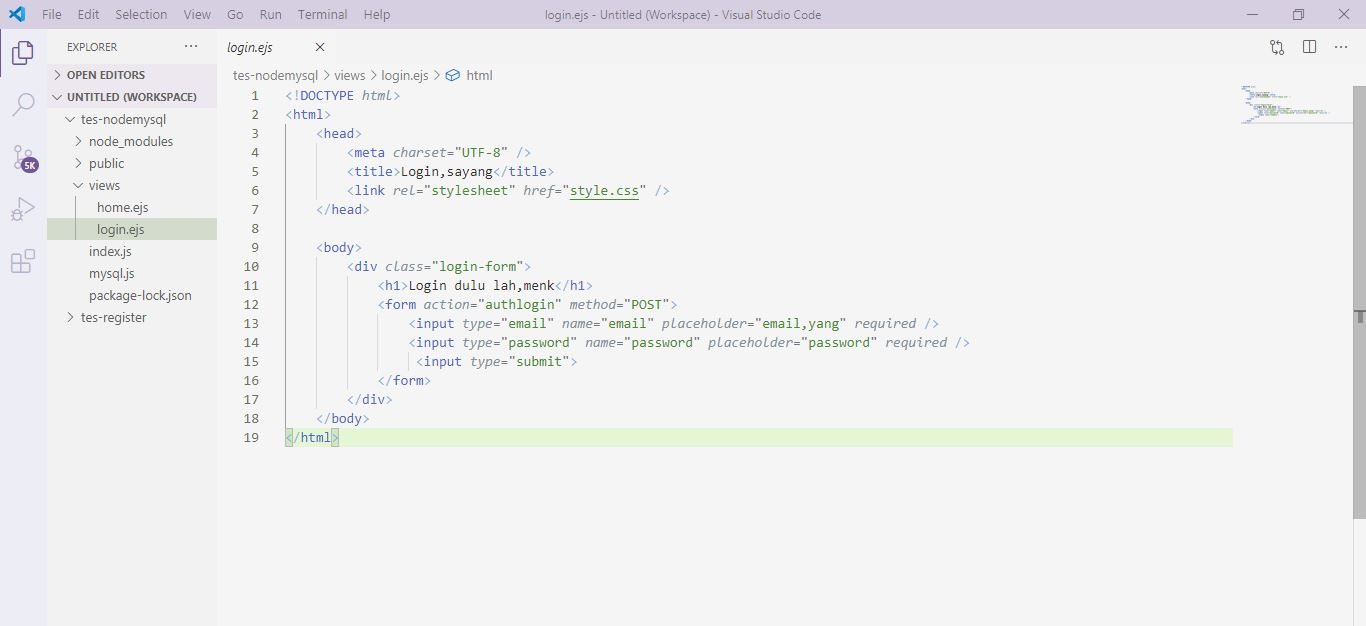 File Edit Selection View Go Run Terminal Help login.ejs - Untitled (Workspace) - Visual Studio Code
EXPLORER
OPEN EDITORS
UNTITLED (WORKSPACE)
tes-nodemysql
node_modules
public
views
home.ejs
login.ejs
index.js
mysql.js
package-lock.json
tes-register
5K
login.ejs
tes-nodemysql > views > login.ejs > html
1 <!DOCTYPE html>
2 <html>
3 <head>
4 <meta charset="UTF-8" />
5 <title>Login,sayang</title>
6 <link rel="stylesheet" href="style.css" />
7 </head>
8
9 <body>
10 <div class="login-form">
11 <h1>Login dulu lah,menk</h1>
12 <form action="authlogin" method="POST">
13 <input type="email" name="email" placeholder="email,yang" required />
14 <input type="password" name="password" placeholder="password" required />
15 <input type="submit">
16 </form>
17 </div>
18 </body>
19 </html>